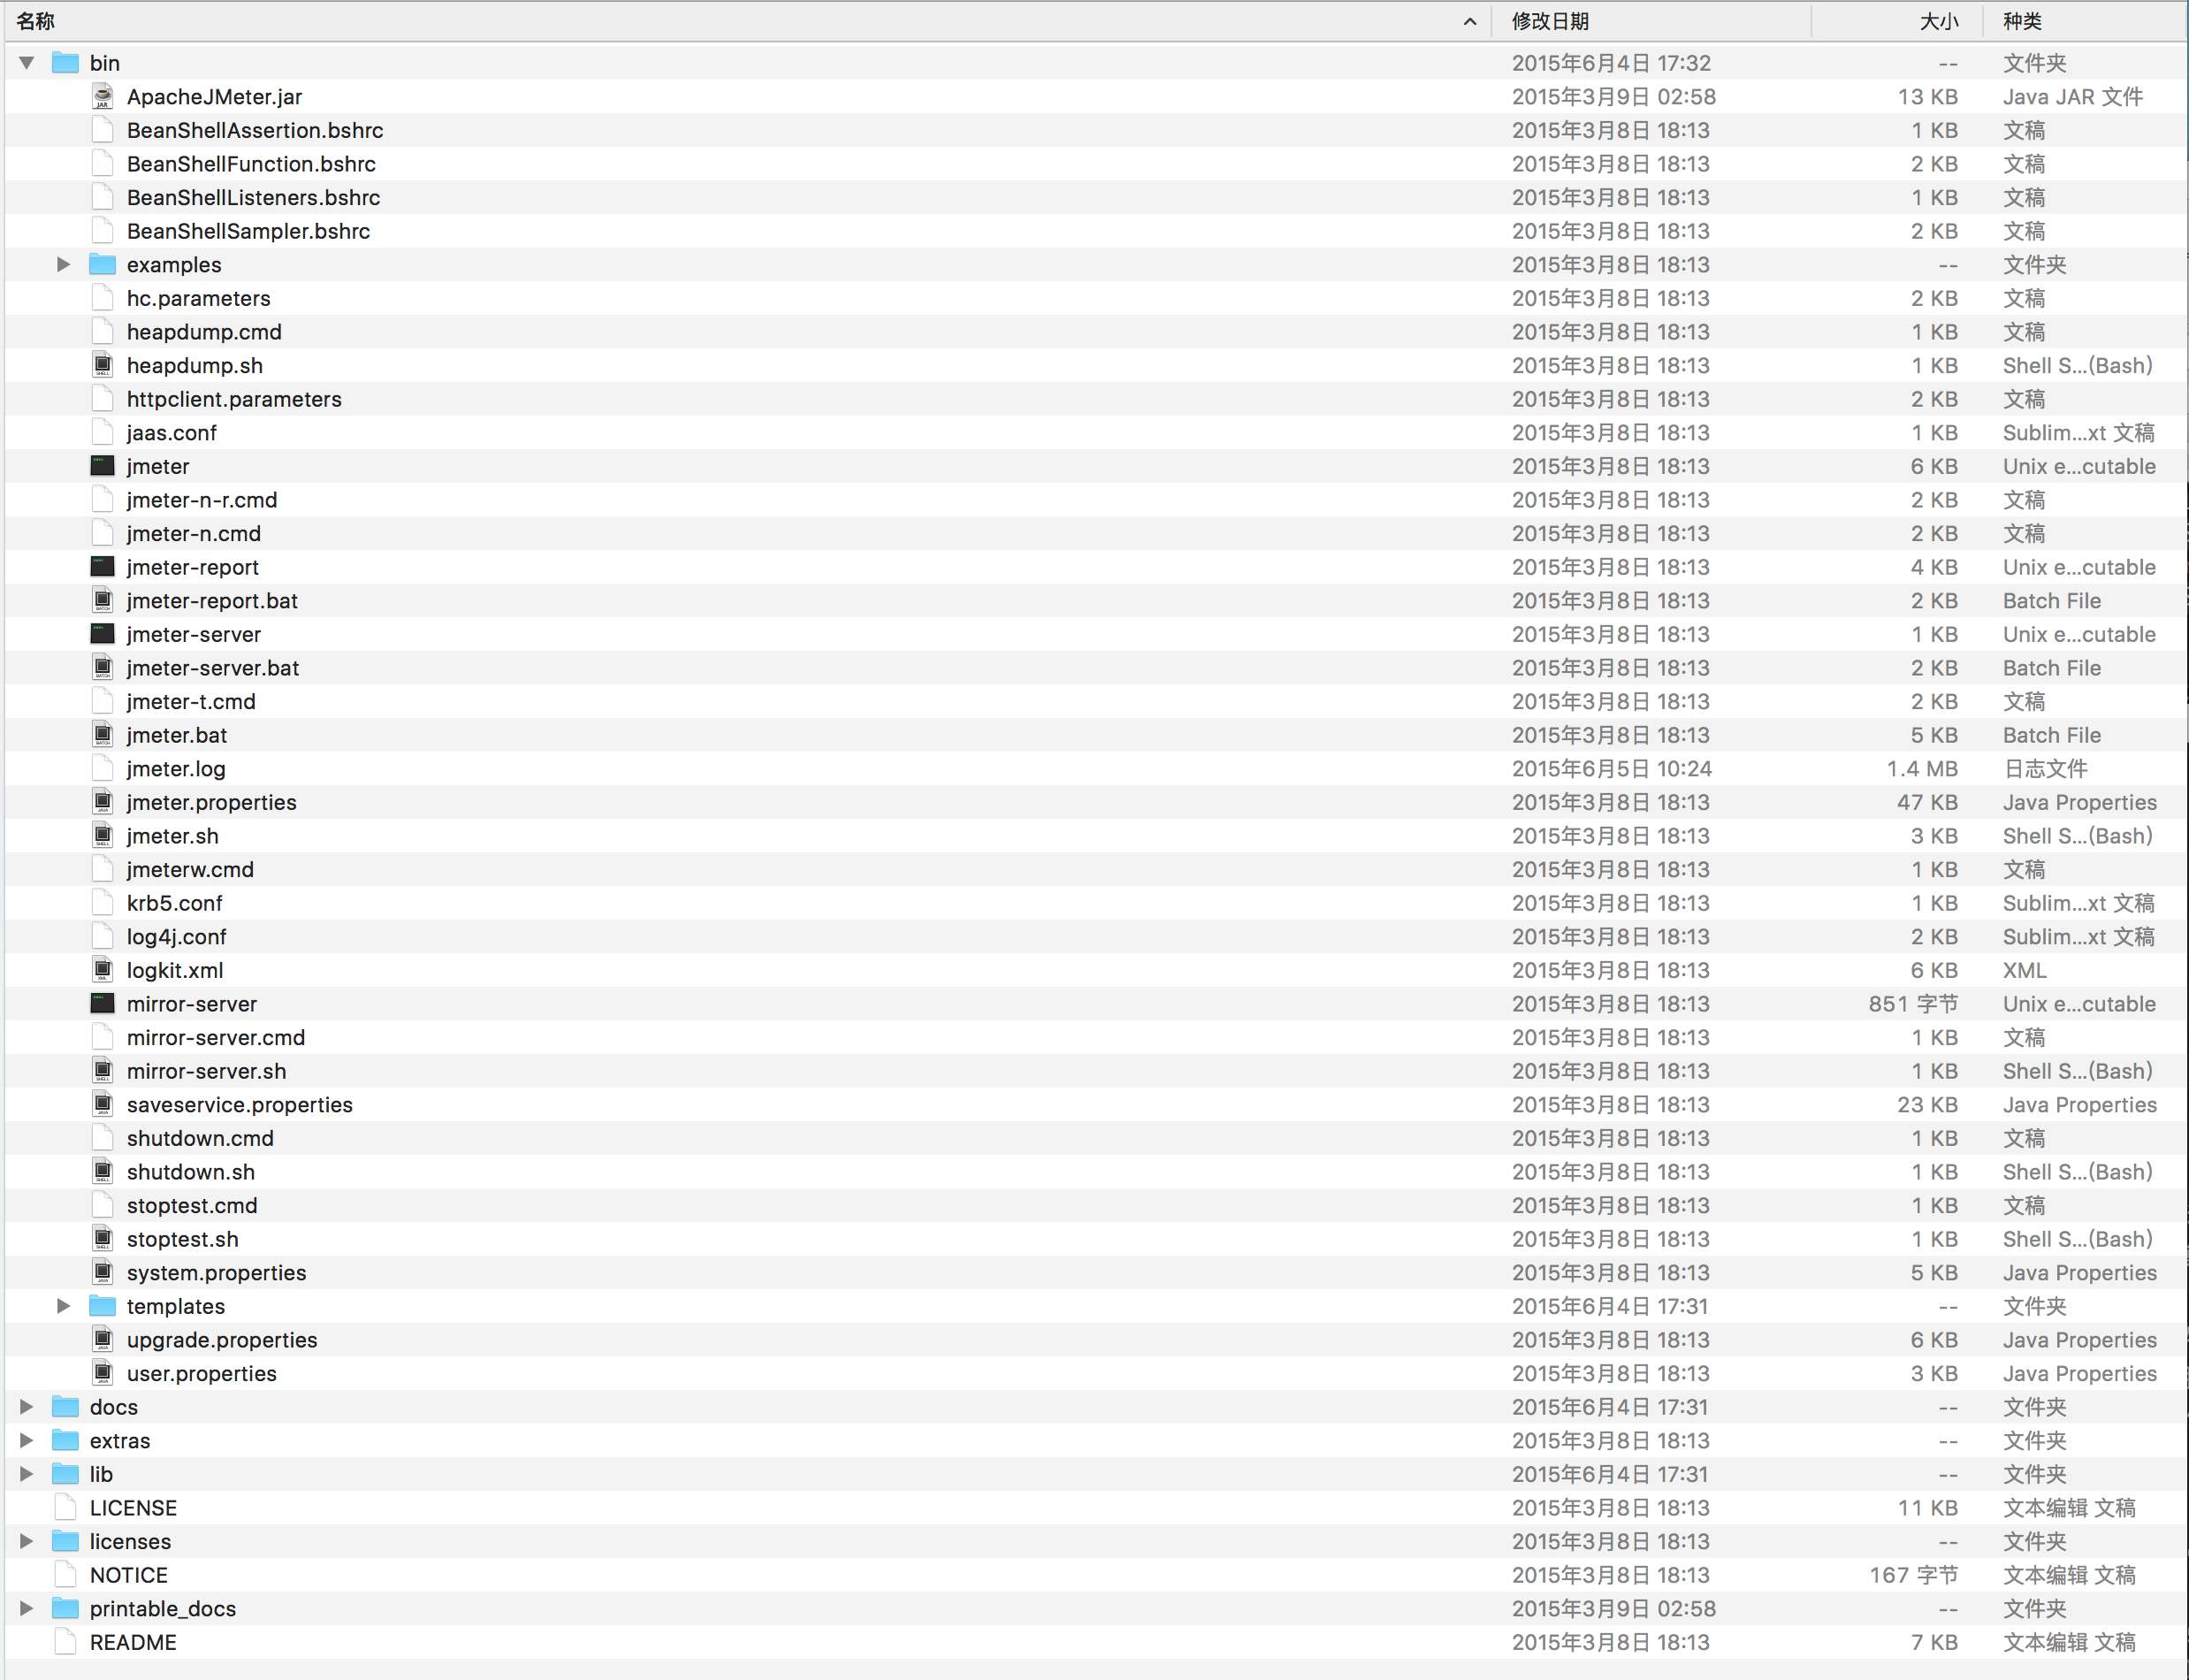 名称 修改日期 大小 种类
bin 2015年6月4日 17:32 -- 文件夹
ApacheJMeter.jar 2015年3月9日 02:58 13 KB Java JAR 文件
BeanShellAssertion.bshrc 2015年3月8日 18:13 1 KB 文稿
BeanShellFunction.bshrc 2015年3月8日 18:13 2 KB 文稿
BeanShellListeners.bshrc 2015年3月8日 18:13 1 KB 文稿
BeanShellSampler.bshrc 2015年3月8日 18:13 2 KB 文稿
examples 2015年3月8日 18:13 -- 文件夹
hc.parameters 2015年3月8日 18:13 2 KB 文稿
heapdump.cmd 2015年3月8日 18:13 1 KB 文稿
heapdump.sh 2015年3月8日 18:13 1 KB Shell S...(Bash)
httpclient.parameters 2015年3月8日 18:13 2 KB 文稿
jaas.conf 2015年3月8日 18:13 1 KB Sublim...xt 文稿
jmeter 2015年3月8日 18:13 6 KB Unix e...cutable
jmeter-n-r.cmd 2015年3月8日 18:13 2 KB 文稿
jmeter-n.cmd 2015年3月8日 18:13 2 KB 文稿
jmeter-report 2015年3月8日 18:13 4 KB Unix e...cutable
jmeter-report.bat 2015年3月8日 18:13 2 KB Batch File
jmeter-server 2015年3月8日 18:13 1 KB Unix e...cutable
jmeter-server.bat 2015年3月8日 18:13 2 KB Batch File
jmeter-t.cmd 2015年3月8日 18:13 2 KB 文稿
jmeter.bat 2015年3月8日 18:13 5 KB Batch File
jmeter.log 2015年6月5日 10:24 1.4 MB 日志文件
jmeter.properties 2015年3月8日 18:13 47 KB Java Properties
jmeter.sh 2015年3月8日 18:13 3 KB Shell S...(Bash)
jmeterw.cmd 2015年3月8日 18:13 1 KB 文稿
krb5.conf 2015年3月8日 18:13 1 KB Sublim...xt 文稿
log4j.conf 2015年3月8日 18:13 2 KB Sublim...xt 文稿
logkit.xml 2015年3月8日 18:13 6 KB XML
mirror-server 2015年3月8日 18:13 851 字节 Unix e...cutable
mirror-server.cmd 2015年3月8日 18:13 1 KB 文稿
mirror-server.sh 2015年3月8日 18:13 1 KB Shell S...(Bash)
saveservice.properties 2015年3月8日 18:13 23 KB Java Properties
shutdown.cmd 2015年3月8日 18:13 1 KB 文稿
shutdown.sh 2015年3月8日 18:13 1 KB Shell S...(Bash)
stoptest.cmd 2015年3月8日 18:13 1 KB 文稿
stoptest.sh 2015年3月8日 18:13 1 KB Shell S...(Bash)
system.properties 2015年3月8日 18:13 5 KB Java Properties
templates 2015年6月4日 17:31 -- 文件夹
upgrade.properties 2015年3月8日 18:13 6 KB Java Properties
user.properties 2015年3月8日 18:13 3 KB Java Properties
docs 2015年6月4日 17:31 -- 文件夹
extras 2015年3月8日 18:13 -- 文件夹
lib 2015年6月4日 17:31 -- 文件夹
LICENSE 2015年3月8日 18:13 11 KB 文本编辑 文稿
licenses 2015年3月8日 18:13 -- 文件夹
NOTICE 2015年3月8日 18:13 167 字节 文本编辑 文稿
printable_docs 2015年3月9日 02:58 -- 文件夹
README 2015年3月8日 18:13 7 KB 文本编辑 文稿